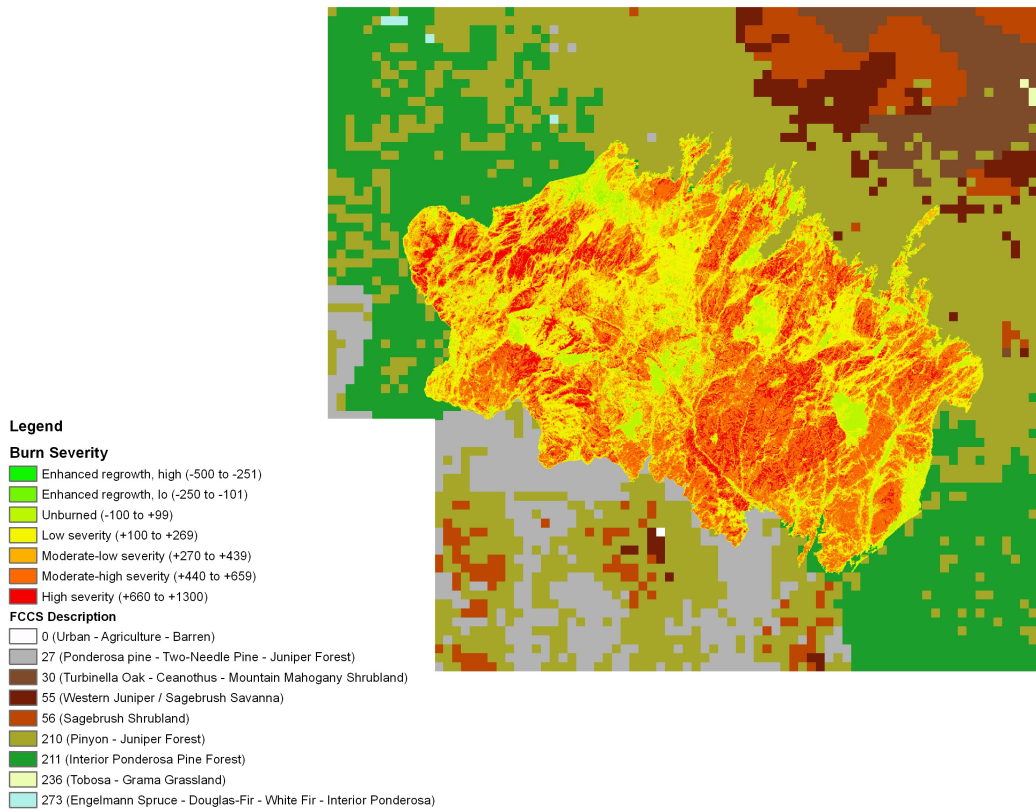 Legend
Burn Severity
Enhanced regrowth, high (-500 to -251)
Enhanced regrowth, lo (-250 to -101)
Unburned (-100 to +99)
Low severity (+100 to +269)
Moderate-low severity (+270 to +439)
Moderate-high severity (+440 to +659)
High severity (+660 to +1300)
FCCS Description
0 (Urban - Agriculture - Barren)
27 (Ponderosa pine - Two-Needle Pine - Juniper Forest)
30 (Turbinella Oak - Ceanothus - Mountain Mahogany Shrubland)
55 (Western Juniper / Sagebrush Savanna)
56 (Sagebrush Shrubland)
210 (Pinyon - Juniper Forest)
211 (Interior Ponderosa Pine Forest)
236 (Tobosa - Grama Grassland)
273 (Engelmann Spruce - Douglas-Fir - White Fir - Interior Ponderosa)